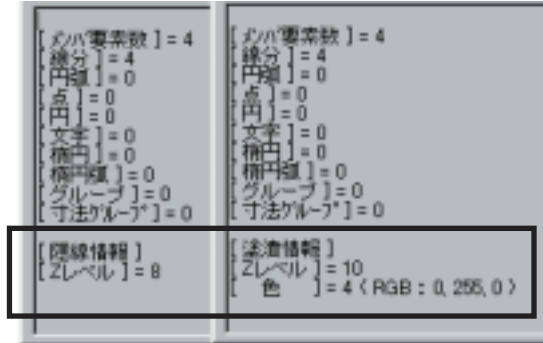 [ ﾒﾝﾊﾞ要素数 ] = 4
[ 線分 ] = 4
[ 円弧 ] = 0
[ 点 ] = 0
[ 円 ] = 0
[ 文字 ] = 0
[ 楕円 ] = 0
[ 楕円弧 ] = 0
[ グループ ] = 0
[ 寸法ｸﾞﾙｰﾌﾟ ] = 0
[ 隠線情報 ]
[ Zレベル ] = 8
[ ﾒﾝﾊﾞ要素数 ] = 4
[ 線分 ] = 4
[ 円弧 ] = 0
[ 点 ] = 0
[ 円 ] = 0
[ 文字 ] = 0
[ 楕円 ] = 0
[ 楕円弧 ] = 0
[ グループ ] = 0
[ 寸法ｸﾞﾙｰﾌﾟ ] = 0
[ 塗潰情報 ]
[ Zレベル ] = 10
[ 色 ] = 4 ( RGB : 0, 255, 0 )